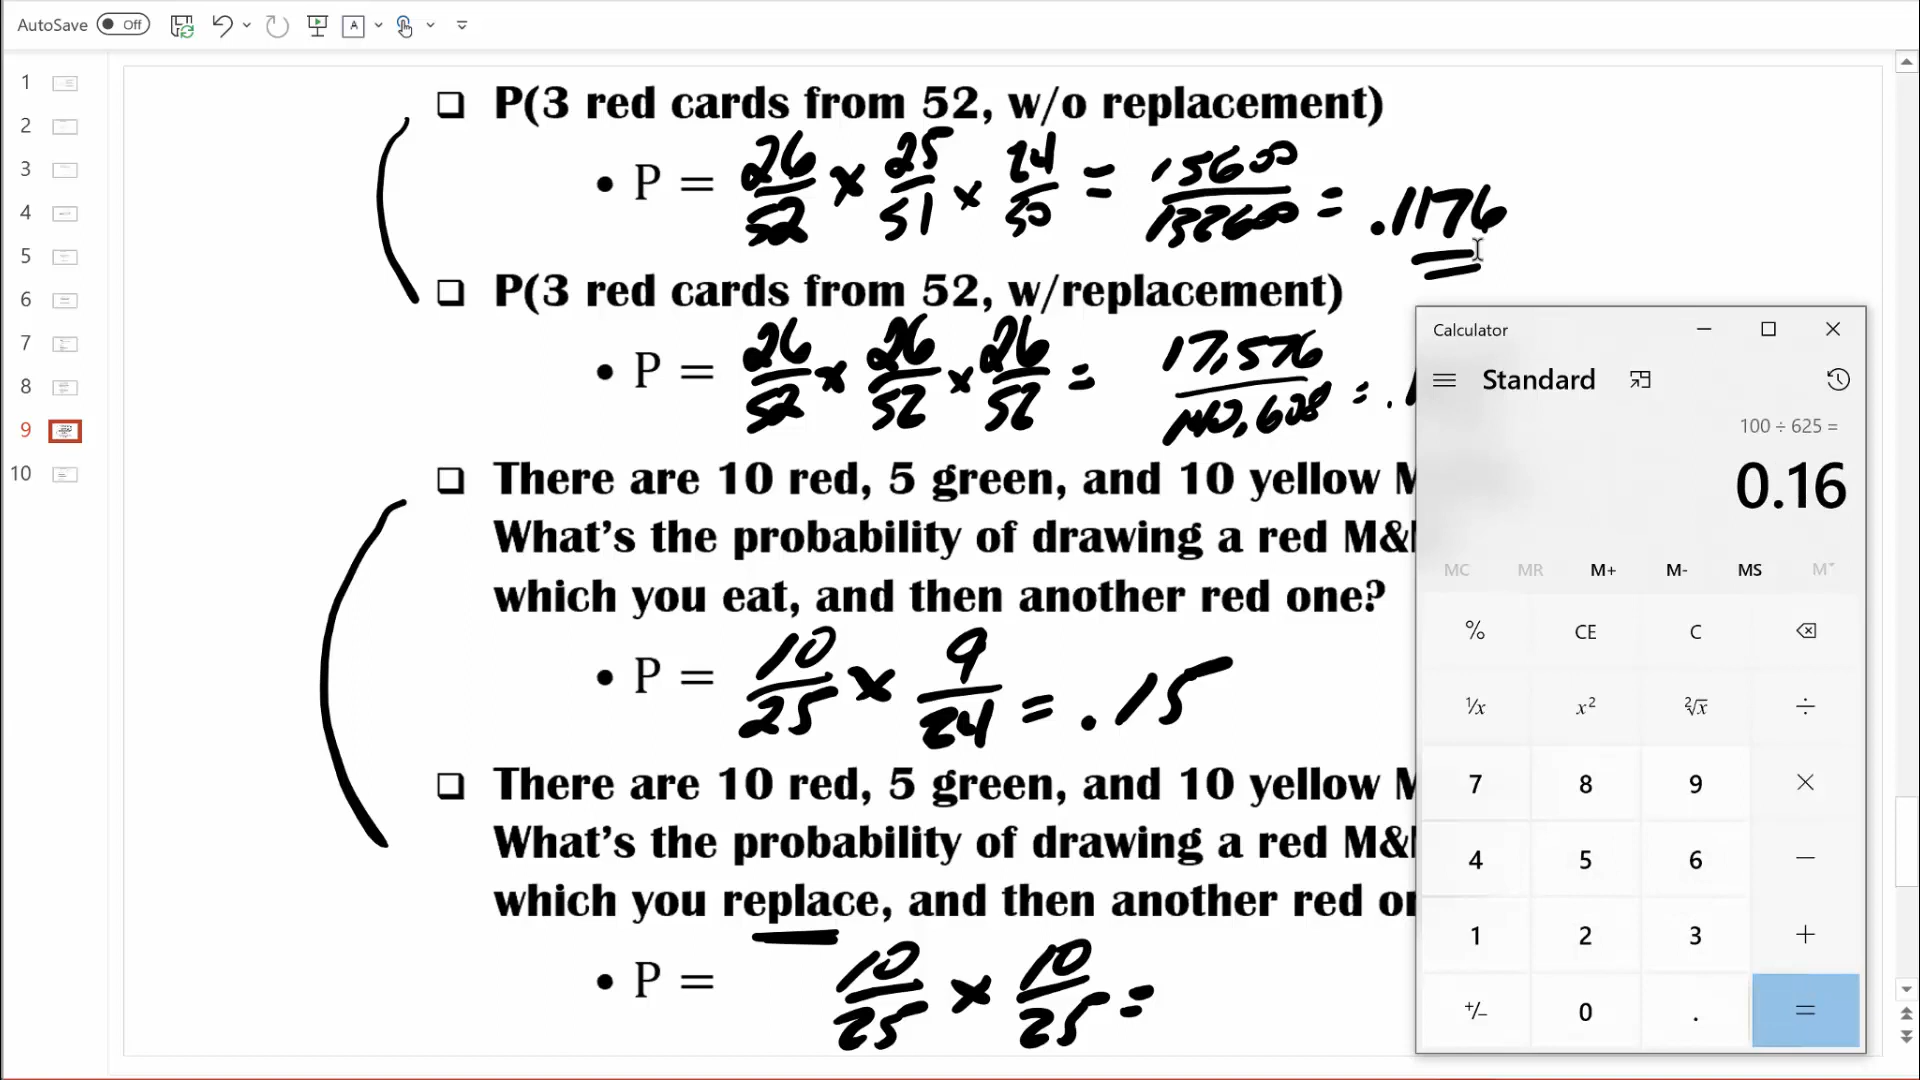 AutoSave Off
A
1
2
3
4
5
6
7
8
9
10
P(3 red cards from 52, w/o replacement)
• P = 26/52 × 25/51 × 24/50 = 15600/132600 = .1176
P(3 red cards from 52, w/replacement)
• P = 26/52 × 26/52 × 26/52 = 17,576/140,608 = .1
There are 10 red, 5 green, and 10 yellow
What's the probability of drawing a red M&
which you eat, and then another red one?
• P = 10/25 × 9/24 = .15
There are 10 red, 5 green, and 10 yellow
What's the probability of drawing a red M&
which you replace, and then another red
• P = 10/25 × 10/25 =
Calculator
Standard
100 ÷ 625 =
0.16
MC MR M+ M- MS M˅
% CE C
¹/x x² ²√x ÷
7 8 9 ×
4 5 6 −
1 2 3 +
+/− 0 . =